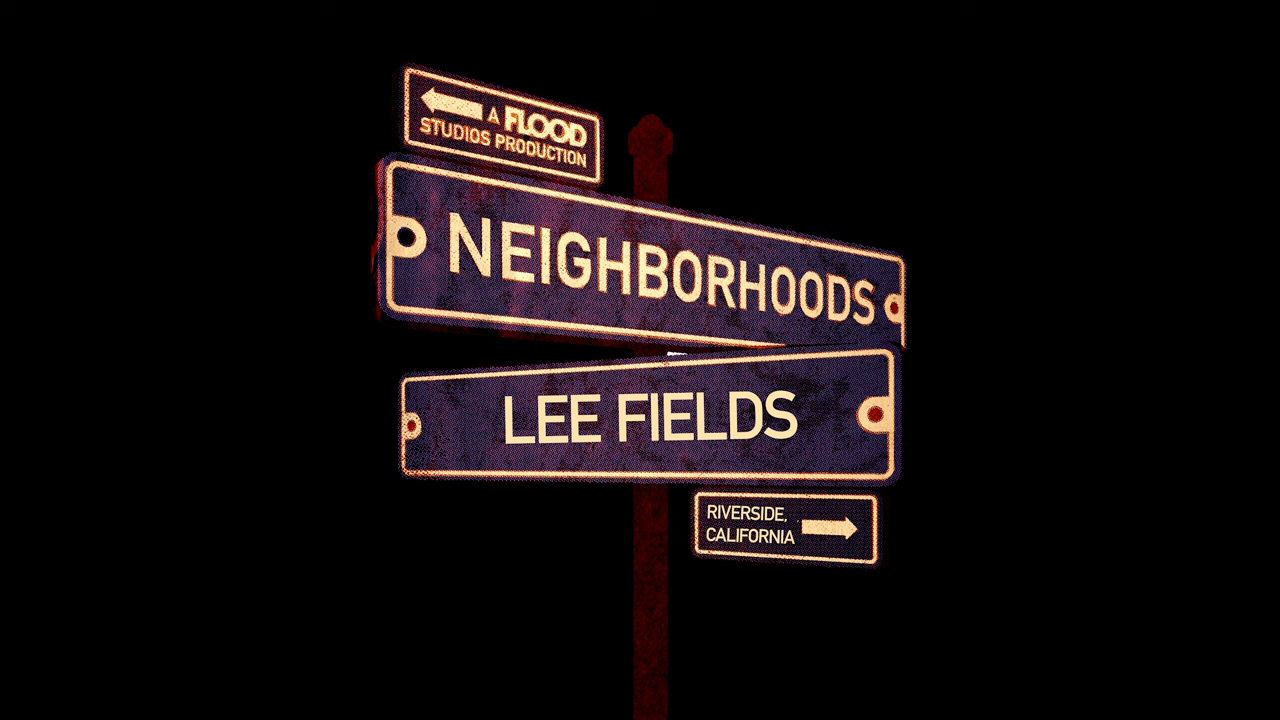 A FLOOD
STUDIOS PRODUCTION
NEIGHBORHOODS
LEE FIELDS
RIVERSIDE,
CALIFORNIA